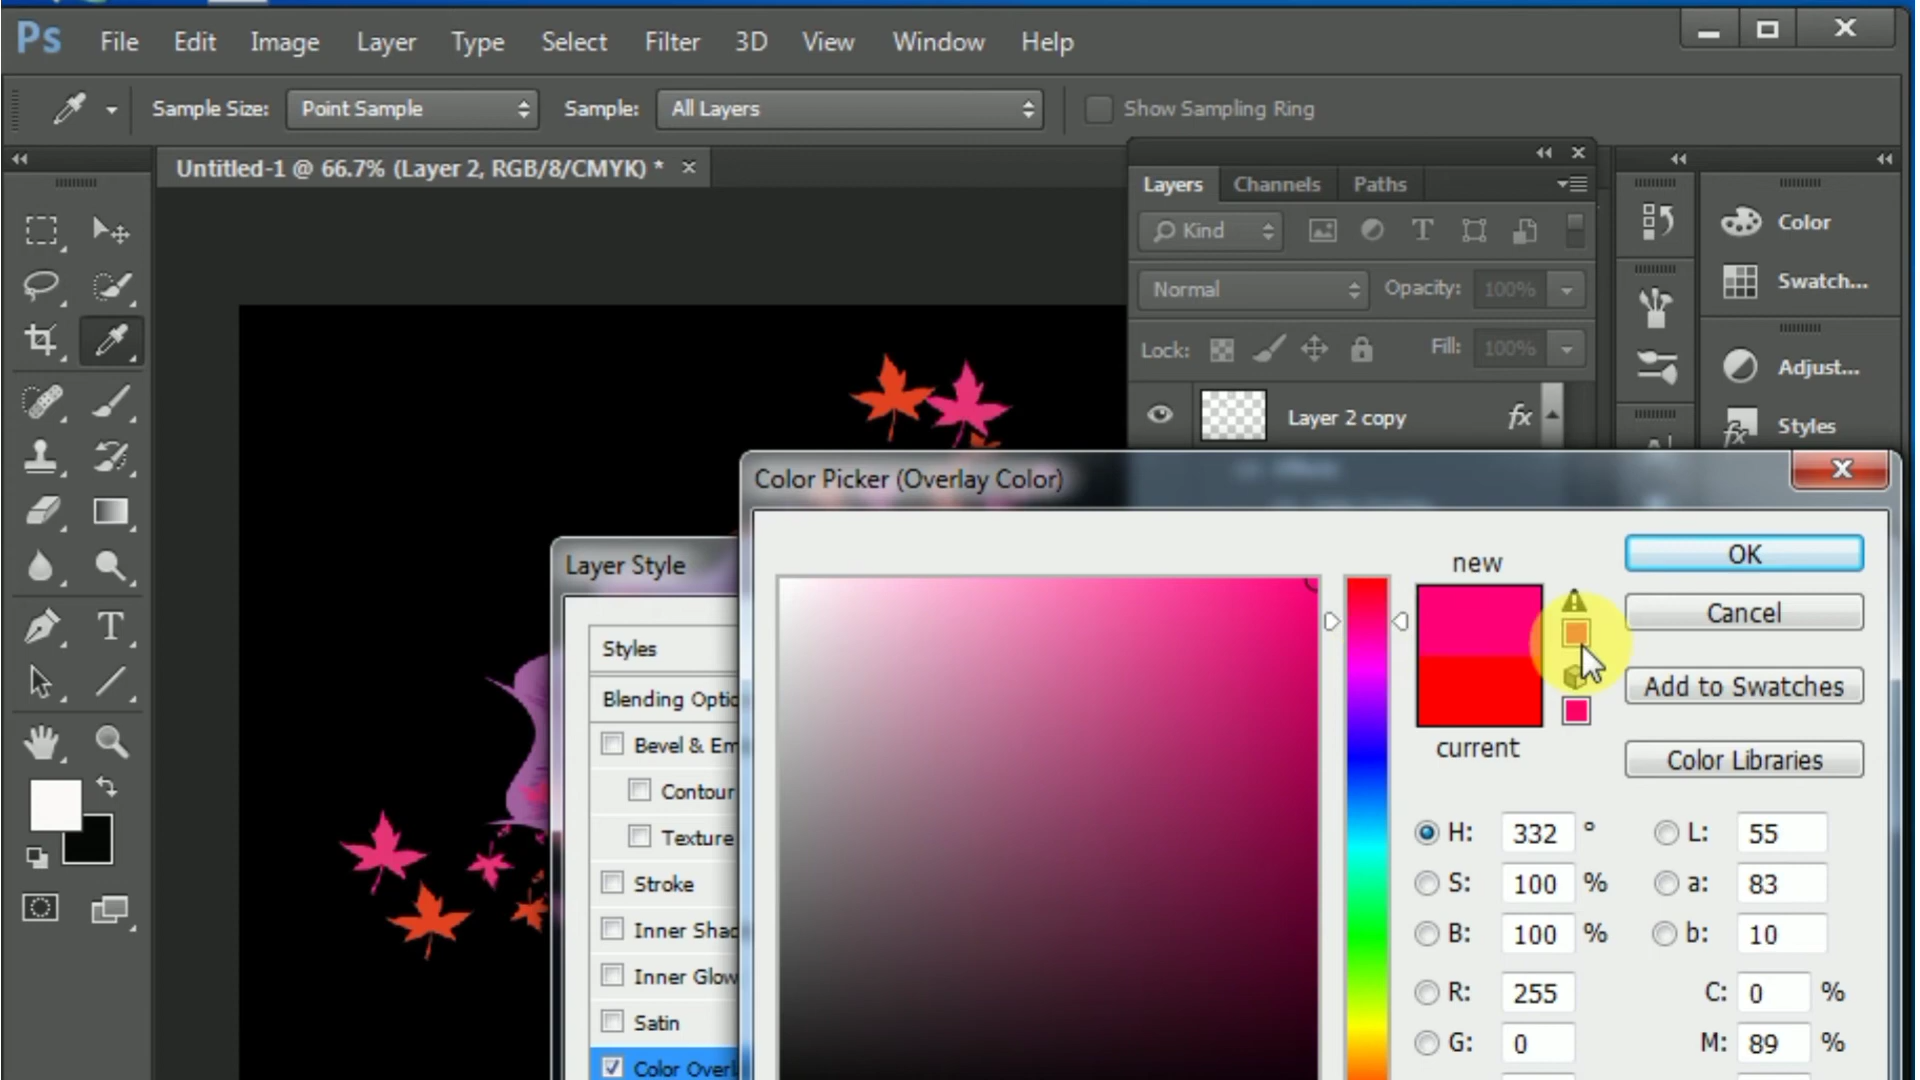 Ps File Edit Image Layer Type Select Filter 3D View Window Help
Sample Size: Point Sample Sample: All Layers Show Sampling Ring
Untitled-1 @ 66.7% (Layer 2, RGB/8/CMYK) * ×
Layers Channels Paths
Kind
Normal Opacity: 100%
Lock: Fill: 100%
Layer 2 copy fx
Color
Swatch...
Adjust...
Styles
Color Picker (Overlay Color)
Layer Style
Styles
Blending Optic
Bevel & Em
Contour
Texture
Stroke
Inner Shad
Inner Glow
Satin
Color Overl
new
current
OK
Cancel
Add to Swatches
Color Libraries
H: 332 ° L: 55
S: 100 % a: 83
B: 100 % b: 10
R: 255 C: 0 %
G: 0 M: 89 %